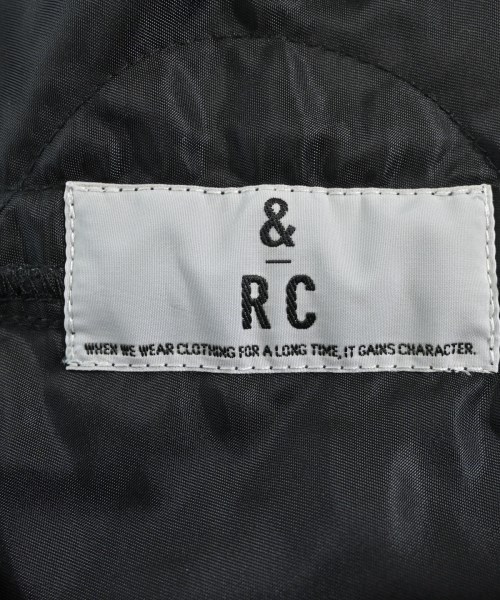 &
RC
WHEN WE WEAR CLOTHING FOR A LONG TIME, IT GAINS CHARACTER.